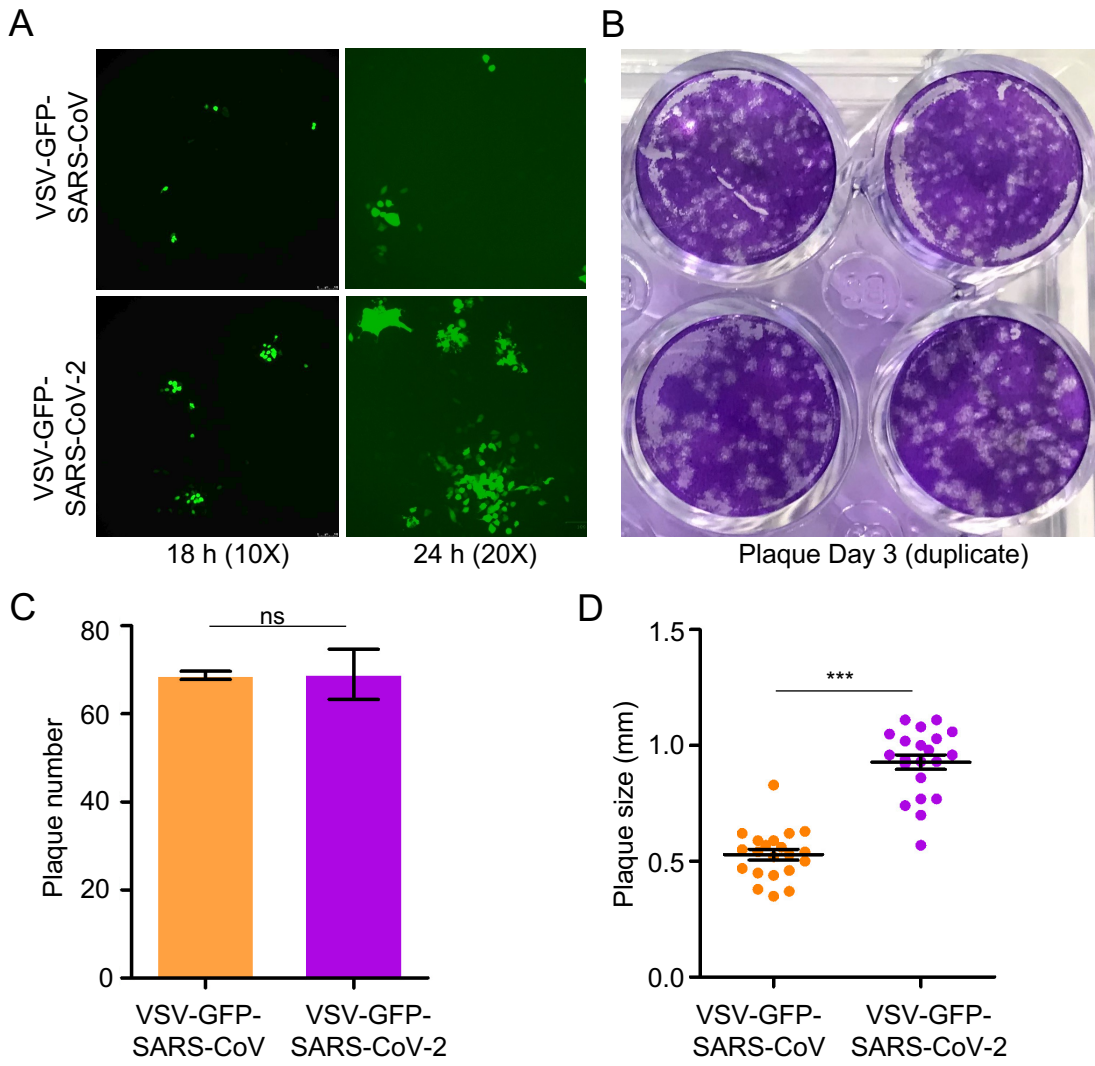 A
B
VSV-GFP-
SARS-CoV
VSV-GFP-
SARS-CoV-2
18 h (10X)
24 h (20X)
Plaque Day 3 (duplicate)
C
D
Plaque number
80
60
40
20
0
ns
VSV-GFP-
SARS-CoV
VSV-GFP-
SARS-CoV-2
Plaque size (mm)
1.5
1.0
0.5
0.0
***
VSV-GFP-
SARS-CoV
VSV-GFP-
SARS-CoV-2